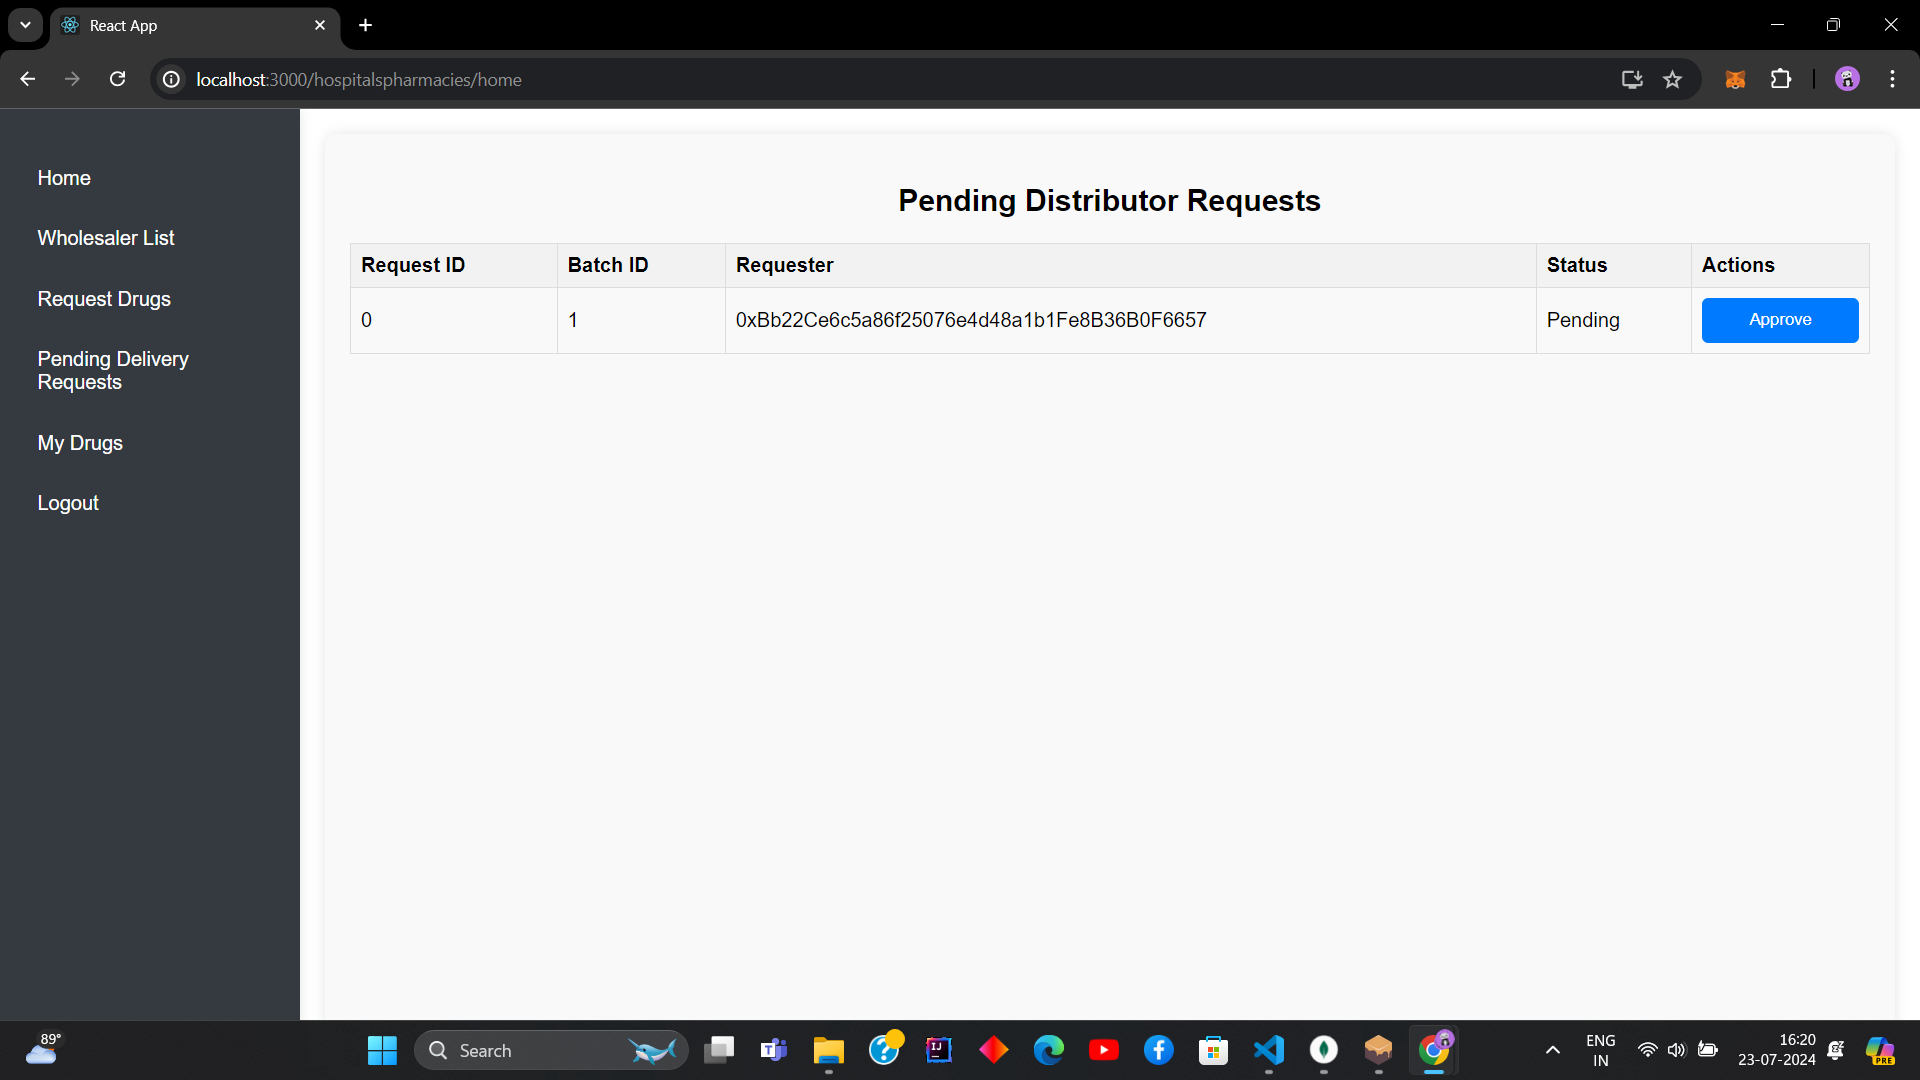 React App
localhost:3000/hospitalspharmacies/home
Home
Wholesaler List
Request Drugs
Pending Delivery
Requests
My Drugs
Logout
Pending Distributor Requests
Request ID Batch ID Requester Status Actions
0 1 0xBb22Ce6c5a86f25076e4d48a1b1Fe8B36B0F6657 Pending Approve
89°
Search
IJ
ENG
IN
16:20
23-07-2024
PRE